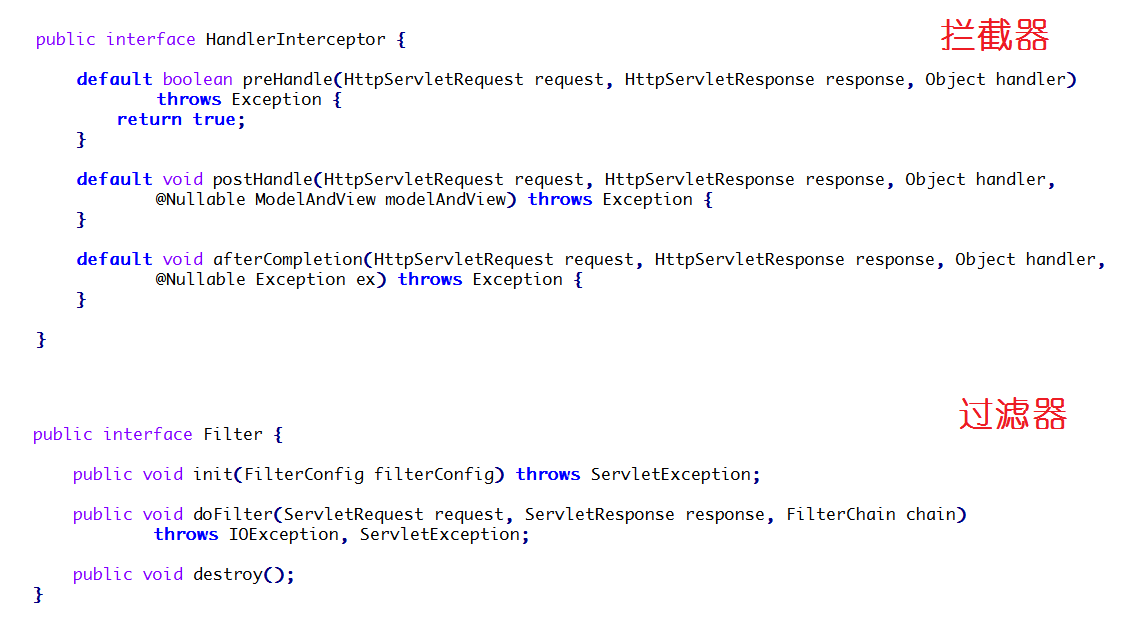 拦截器
public interface HandlerInterceptor {
default boolean preHandle(HttpServletRequest request, HttpServletResponse response, Object handler)
throws Exception {
return true;
}
default void postHandle(HttpServletRequest request, HttpServletResponse response, Object handler,
@Nullable ModelAndView modelAndView) throws Exception {
}
default void afterCompletion(HttpServletRequest request, HttpServletResponse response, Object handler,
@Nullable Exception ex) throws Exception {
}
}
过滤器
public interface Filter {
public void init(FilterConfig filterConfig) throws ServletException;
public void doFilter(ServletRequest request, ServletResponse response, FilterChain chain)
throws IOException, ServletException;
public void destroy();
}